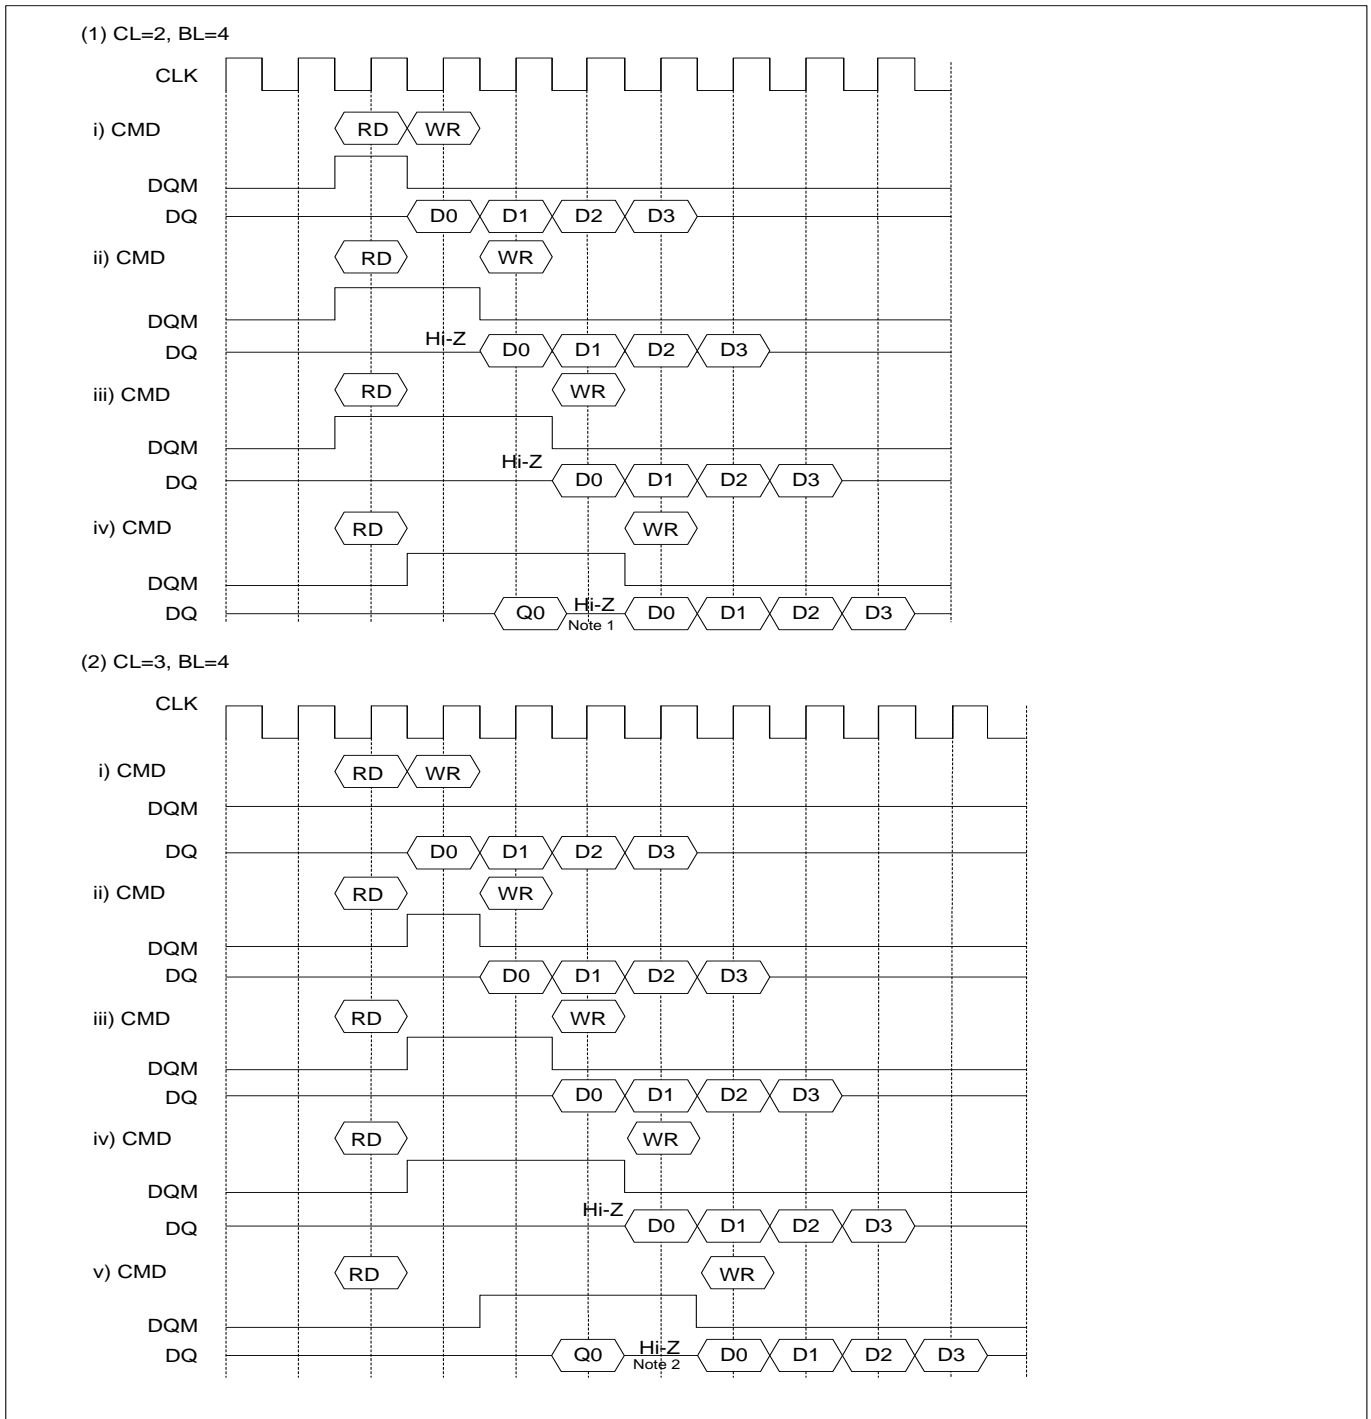 (1) CL=2, BL=4
CLK
i) CMD RD WR
DQM
DQ D0 D1 D2 D3
ii) CMD RD WR
DQM
Hi-Z
DQ D0 D1 D2 D3
iii) CMD RD WR
DQM
Hi-Z
DQ D0 D1 D2 D3
iv) CMD RD WR
DQM
DQ Q0 Hi-Z D0 D1 D2 D3
Note 1
(2) CL=3, BL=4
CLK
i) CMD RD WR
DQM
DQ D0 D1 D2 D3
ii) CMD RD WR
DQM
DQ D0 D1 D2 D3
iii) CMD RD WR
DQM
DQ D0 D1 D2 D3
iv) CMD RD WR
DQM
Hi-Z
DQ D0 D1 D2 D3
v) CMD RD WR
DQM
DQ Q0 Hi-Z D0 D1 D2 D3
Note 2